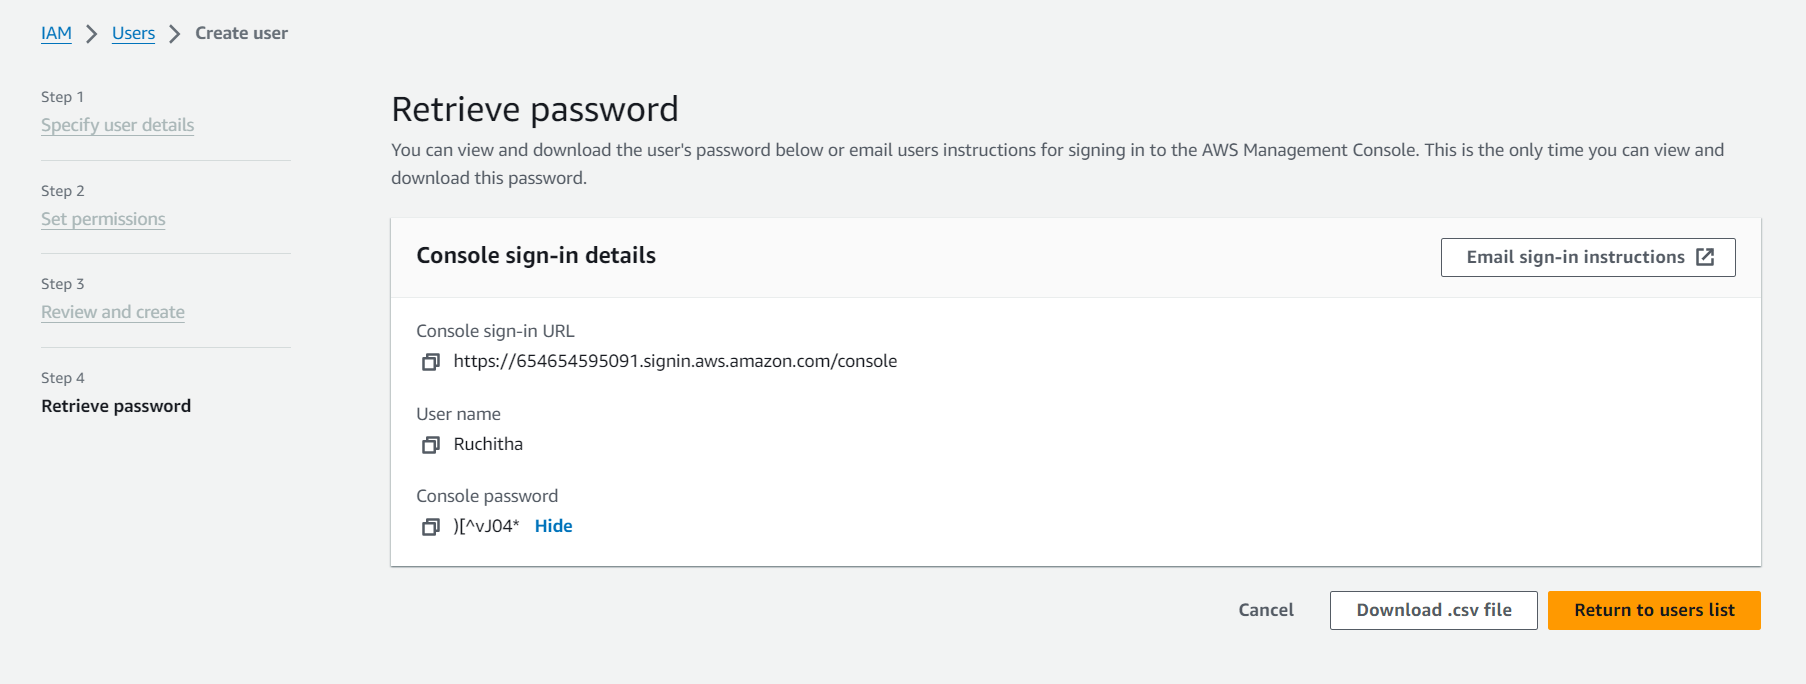 IAM > Users > Create user
Step 1
Specify user details
Step 2
Set permissions
Step 3
Review and create
Step 4
Retrieve password
Retrieve password
You can view and download the user's password below or email users instructions for signing in to the AWS Management Console. This is the only time you can view and
download this password.
Console sign-in details
Email sign-in instructions
Console sign-in URL
https://654654595091.signin.aws.amazon.com/console
User name
Ruchitha
Console password
)[^vJ04* Hide
Cancel
Download .csv file
Return to users list